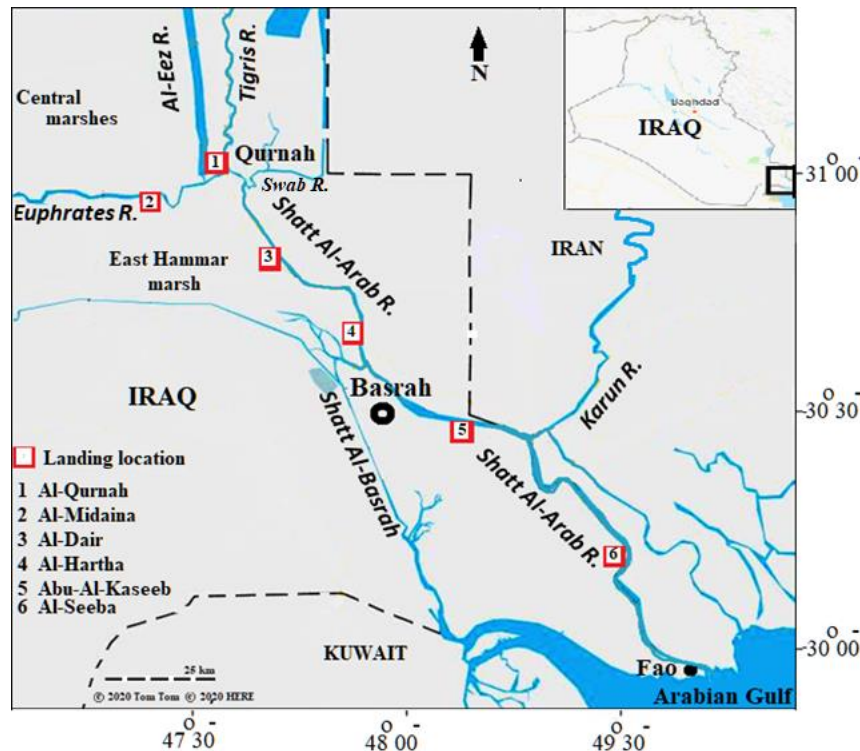 Al-Eez R.
Tigris R.
N
Baghdad
IRAQ
Central
marshes
1
Qurnah
Swab R.
31 00
o
2
Euphrates R.
Shatt Al-Arab R.
East Hammar
marsh
3
IRAN
4
Basrah
Karun R.
IRAQ
5
30 30
o
Shatt Al-Basrah
Shatt Al-Arab R.
6
Landing location
1 Al-Qurnah
2 Al-Midaina
3 Al-Dair
4 Al-Hartha
5 Abu-Al-Kaseeb
6 Al-Seeba
KUWAIT
30 00
o
Fao
25 km
© 2020 Tom Tom © 2020 HERE
Arabian Gulf
o
47 30
o
48 00
o
49 30